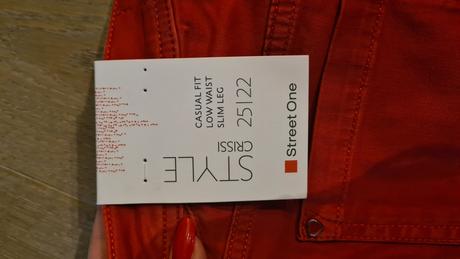 STYLE
CRISSI
CASUAL FIT
LOW WAIST
SLIM LEG
25|22
Street One